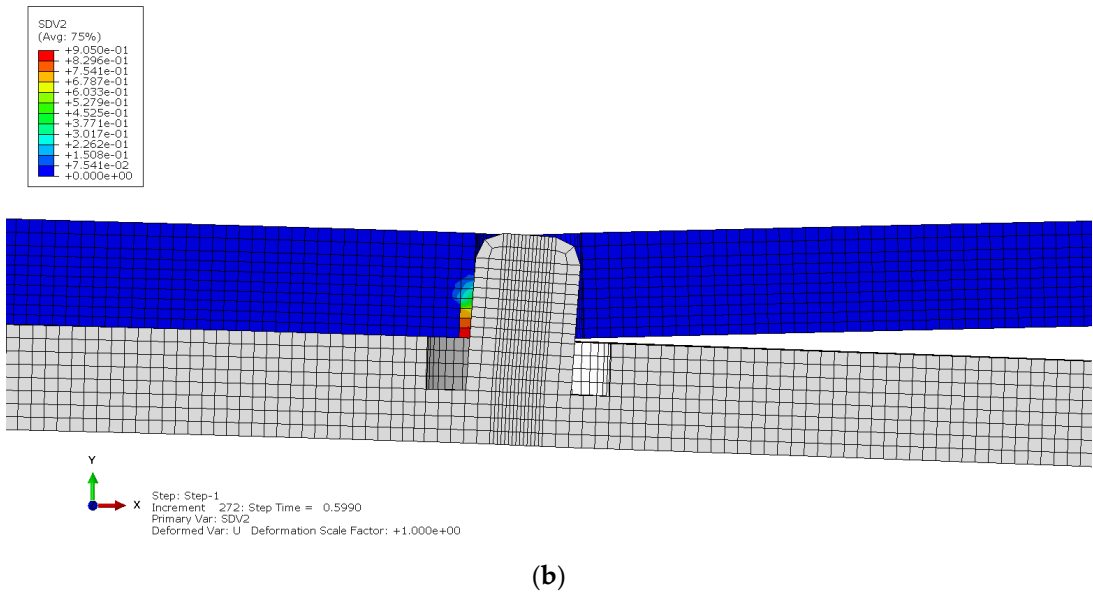 SDV2
(Avg: 75%)
+9.050e-01
+8.296e-01
+7.541e-01
+6.787e-01
+6.033e-01
+5.279e-01
+4.525e-01
+3.771e-01
+3.017e-01
+2.262e-01
+1.508e-01
+7.541e-02
+0.000e+00
Y
X
Step: Step-1
Increment 272: Step Time = 0.5990
Primary Var: SDV2
Deformed Var: U Deformation Scale Factor: +1.000e+00
(b)